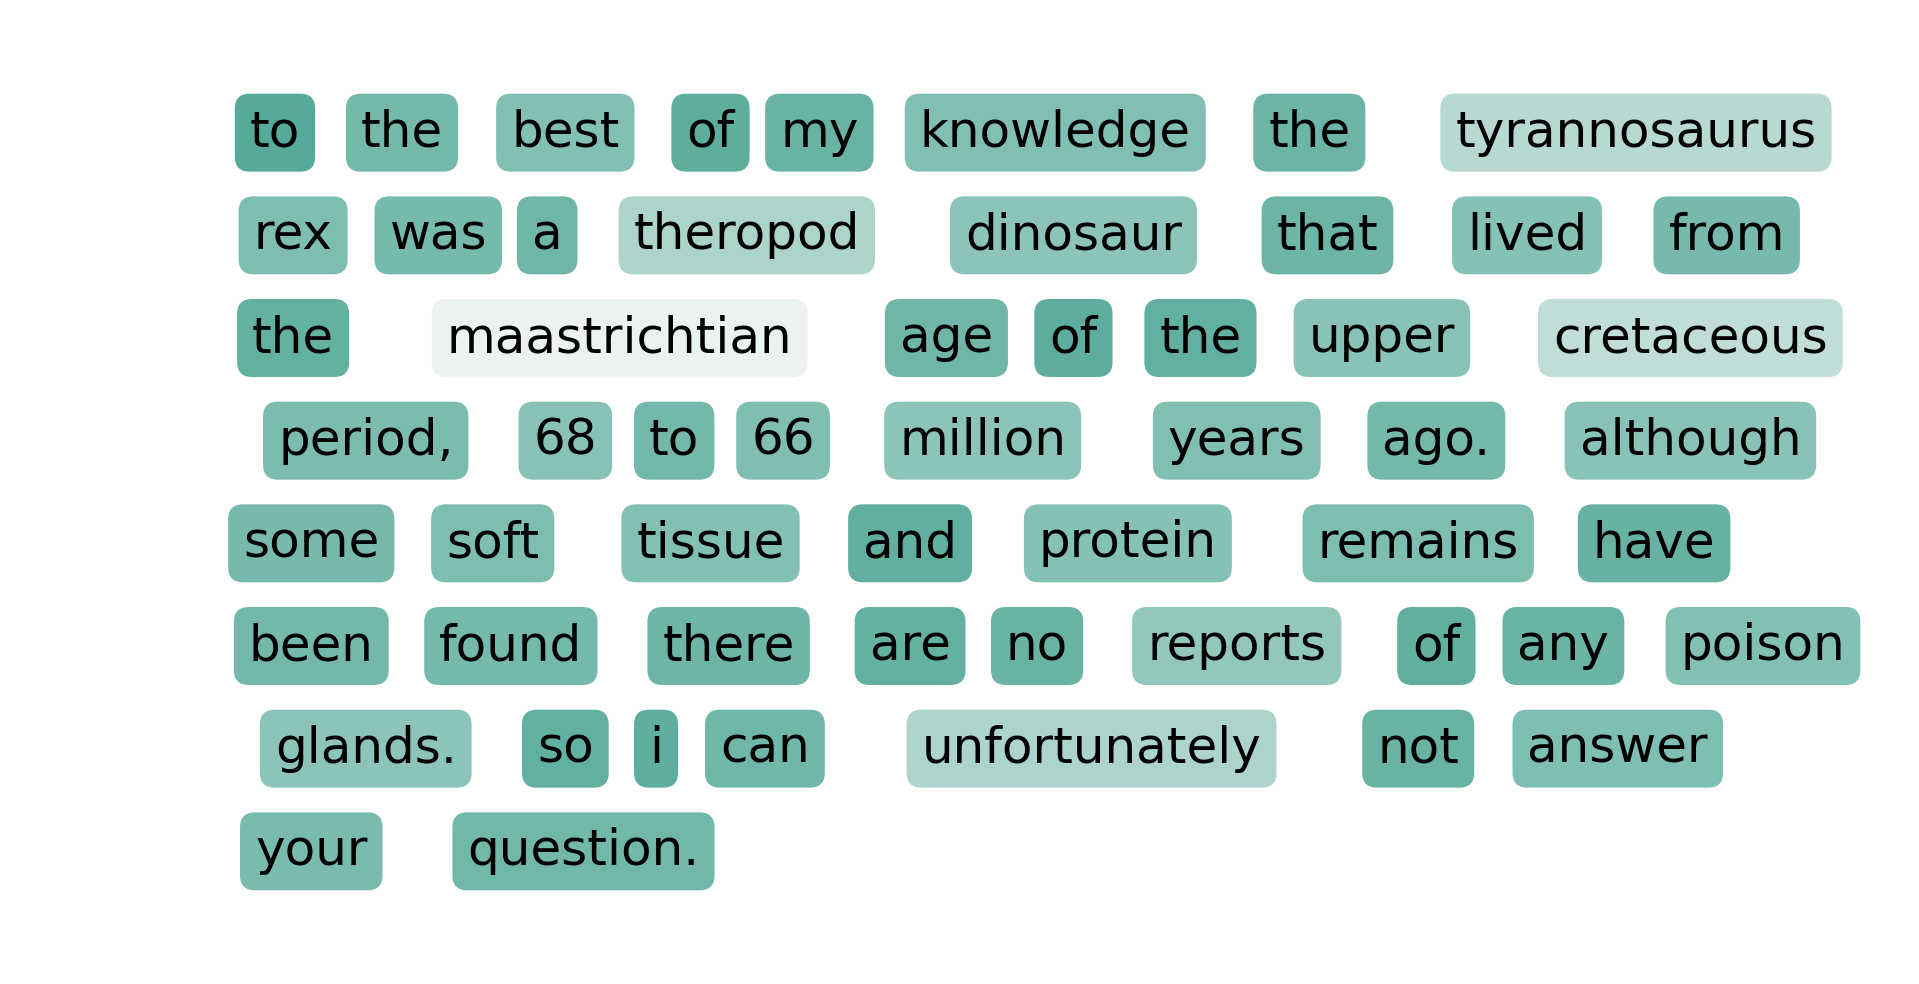 to the best of my knowledge the tyrannosaurus
rex was a theropod dinosaur that lived from
the maastrichtian age of the upper cretaceous
period, 68 to 66 million years ago. although
some soft tissue and protein remains have
been found there are no reports of any poison
glands. so i can unfortunately not answer
your question.